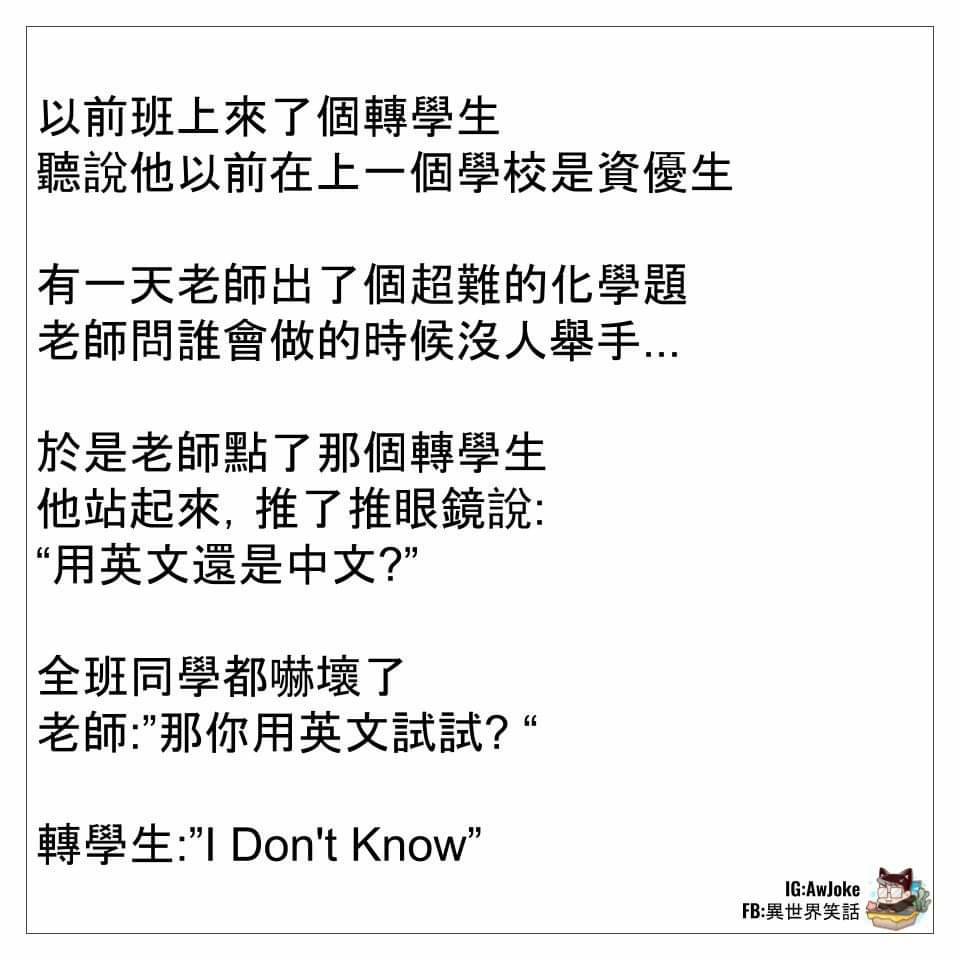 以前班上來了個轉學生
聽說他以前在上一個學校是資優生
有一天老師出了個超難的化學題
老師問誰會做的時候沒人舉手...
於是老師點了那個轉學生
他站起來, 推了推眼鏡說:
“用英文還是中文?”
全班同學都嚇壞了
老師:”那你用英文試試? “
轉學生:”I Don't Know”
IG:AwJoke
FB:異世界笑話